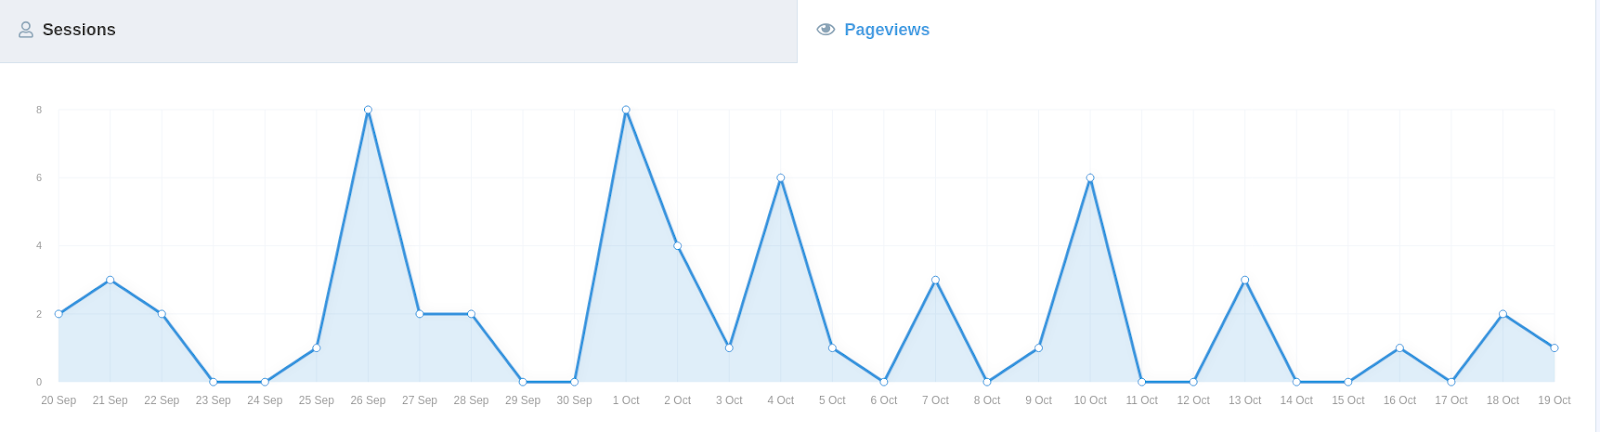 Sessions
Pageviews
8
6
4
2
0
20 Sep 21 Sep 22 Sep 23 Sep 24 Sep 25 Sep 26 Sep 27 Sep 28 Sep 29 Sep 30 Sep 1 Oct 2 Oct 3 Oct 4 Oct 5 Oct 6 Oct 7 Oct 8 Oct 9 Oct 10 Oct 11 Oct 12 Oct 13 Oct 14 Oct 15 Oct 16 Oct 17 Oct 18 Oct 19 Oct